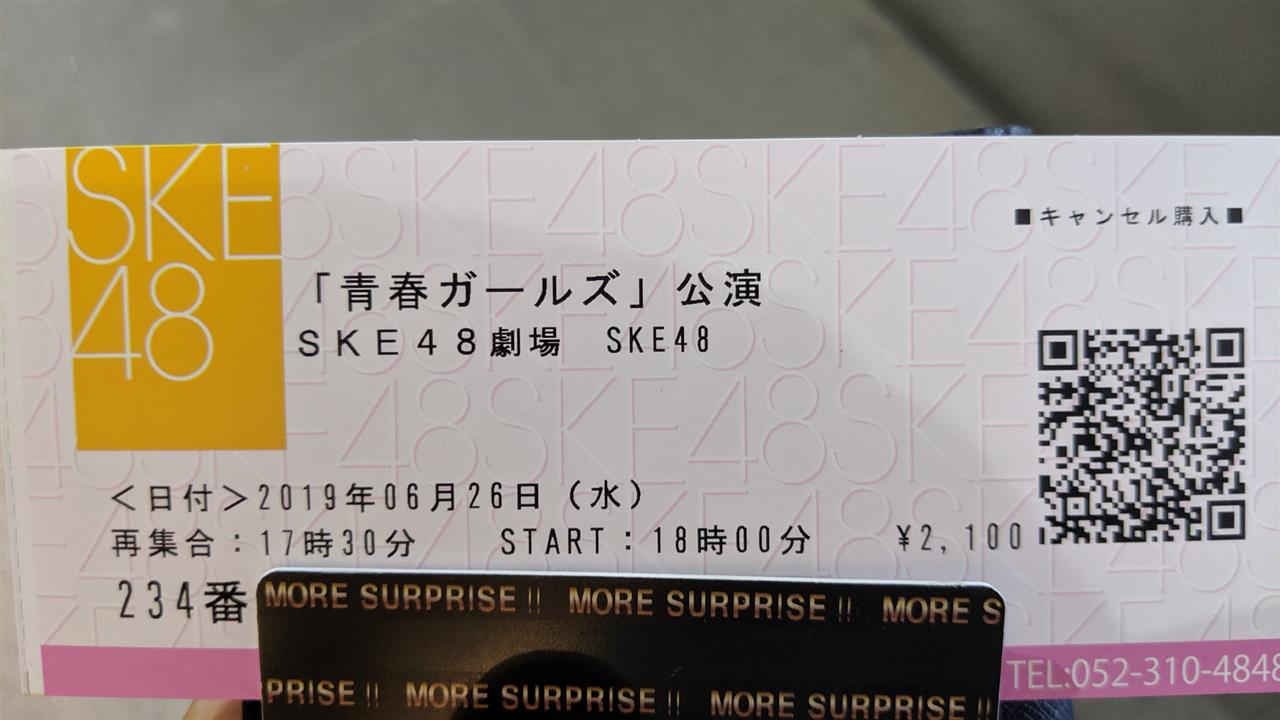 SKE
48
■キャンセル購入■
「青春ガールズ」公演
ＳＫＥ４８劇場　SKE48
＜日付＞2019年06月26日（水）
再集合：17時30分　START：18時00分　¥2,100
234番
MORE SURPRISE!! MORE SURPRISE!! MORE S
PRISE!! MORE SURPRISE!! MORE SURPRISE!!
TEL:052-310-4848